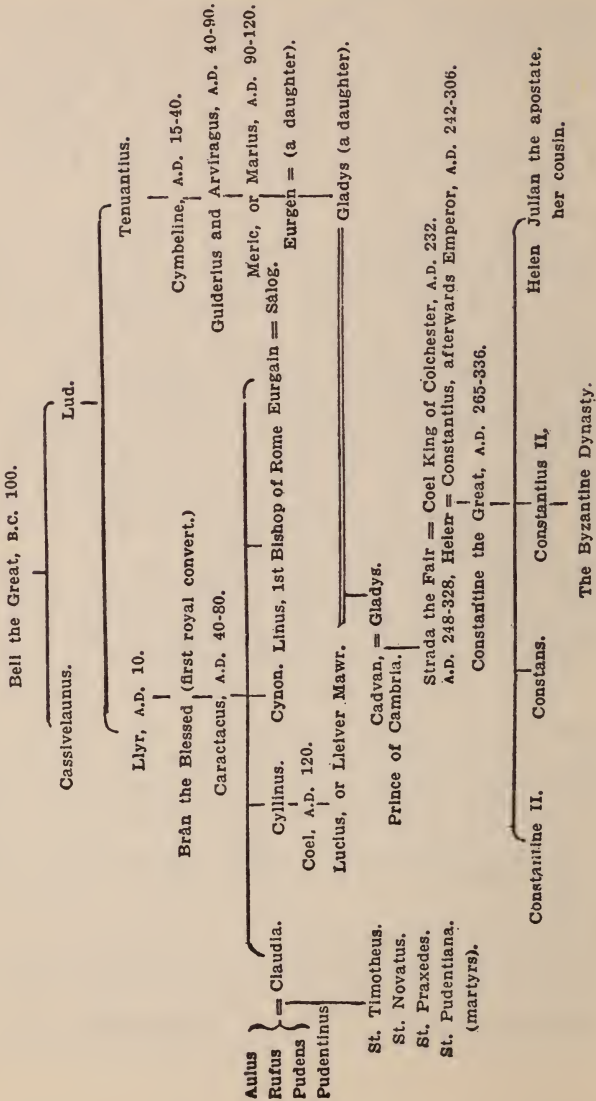 Beli the Great, B.C. 100.
Cassivelaunus. Lud.
Llyr, A.D. 10. Tenuantius.
Brân the Blessed (first royal convert.) Cymbeline, A.D. 15-40.
Caractacus, A.D. 40-80. Guiderius and Arviragus, A.D. 40-90.
Meric, or Marius, A.D. 90-120.
Aulus
Rufus
Pudens
Pudentinus
= Claudia. Cyllinus. Cynon. Linus, 1st Bishop of Rome Eurgain = Sálog. Eurgen = (a daughter).
Coel, A.D. 120.
St. Timotheus.
St. Novatus.
St. Praxedes.
St. Pudentiana.
(martyrs).
Lucius, or Lleiver Mawr. Gladys (a daughter).
Cadvan, = Gladys.
Prince of Cambria.
Strada the Fair = Coel King of Colchester, A.D. 232.
A.D. 248-328, Helen = Constantius, afterwards Emperor, A.D. 242-306.
Constantine the Great, A.D. 265-336.
Constantine II. Constans. Constantius II, Helen Julian the apostate,
her cousin.
The Byzantine Dynasty.